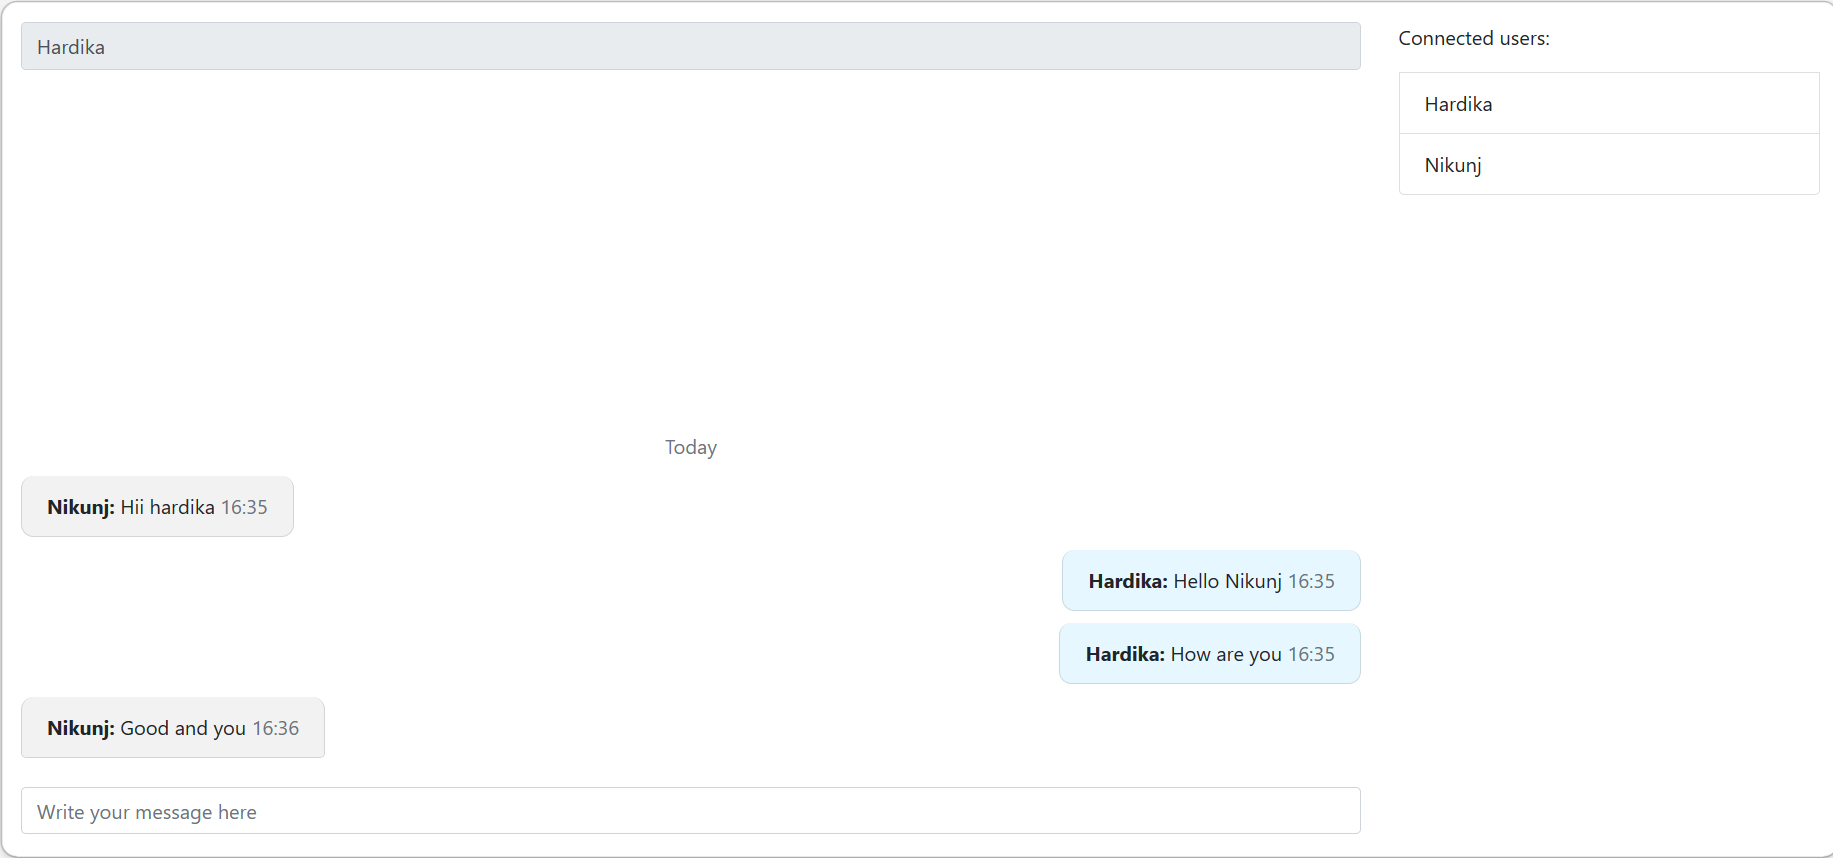 Hardika
Connected users:
Hardika
Nikunj
Today
Nikunj: Hii hardika 16:35
Hardika: Hello Nikunj 16:35
Hardika: How are you 16:35
Nikunj: Good and you 16:36
Write your message here